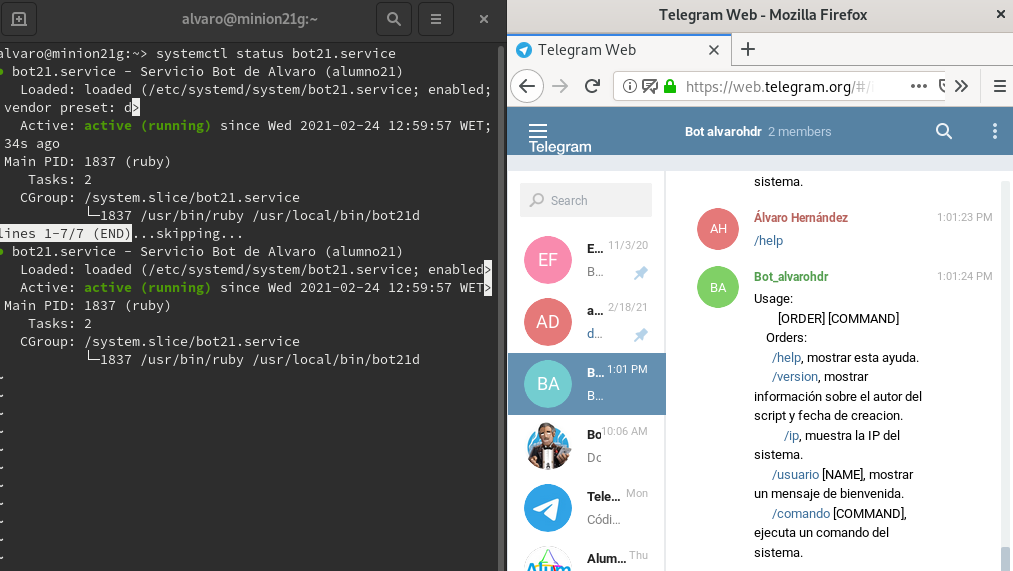 alvaro@minion21g:~
alvaro@minion21g:~> systemctl status bot21.service
● bot21.service - Servicio Bot de Alvaro (alumno21)
Loaded: loaded (/etc/systemd/system/bot21.service; enabled;
vendor preset: d>
Active: active (running) since Wed 2021-02-24 12:59:57 WET;
34s ago
Main PID: 1837 (ruby)
Tasks: 2
CGroup: /system.slice/bot21.service
└─1837 /usr/bin/ruby /usr/local/bin/bot21d
lines 1-7/7 (END)...skipping...
● bot21.service - Servicio Bot de Alvaro (alumno21)
Loaded: loaded (/etc/systemd/system/bot21.service; enabled>
Active: active (running) since Wed 2021-02-24 12:59:57 WET>
Main PID: 1837 (ruby)
Tasks: 2
CGroup: /system.slice/bot21.service
└─1837 /usr/bin/ruby /usr/local/bin/bot21d
~
~
~
~
~
~
~
~
~
~
~
Telegram Web - Mozilla Firefox
Telegram Web
https://web.telegram.org/#/
Telegram
Bot alvarohdr 2 members
Search
EF
E... 11/3/20
B...
AD
a... 2/18/21
d...
BA
B... 1:01 PM
B...
Bo 10:06 AM
Do
Tele... Mon
Códi...
Alum... Thu
Alum
sistema.
AH
Álvaro Hernández 1:01:23 PM
/help
BA
Bot_alvarohdr 1:01:24 PM
Usage:
[ORDER] [COMMAND]
Orders:
/help, mostrar esta ayuda.
/version, mostrar
información sobre el autor del
script y fecha de creacion.
/ip, muestra la IP del
sistema.
/usuario [NAME], mostrar
un mensaje de bienvenida.
/comando [COMMAND],
ejecuta un comando del
sistema.